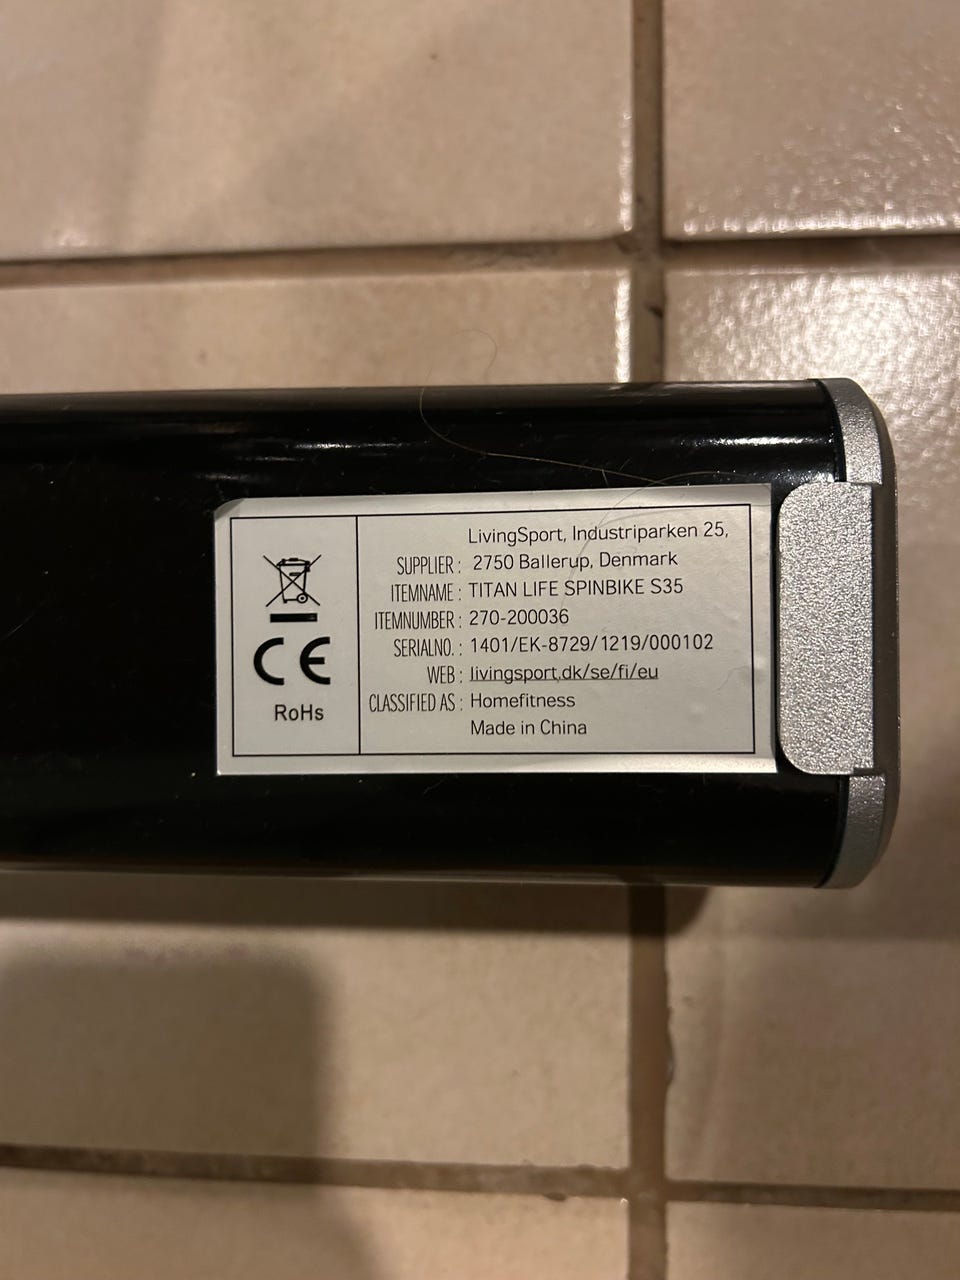 LivingSport, Industriparken 25,
SUPPLIER : 2750 Ballerup, Denmark
ITEMNAME : TITAN LIFE SPINBIKE S35
ITEMNUMBER : 270-200036
SERIALNO. : 1401/EK-8729/1219/000102
WEB : livingsport.dk/se/fi/eu
CLASSIFIED AS : Homefitness
Made in China
CE
RoHs